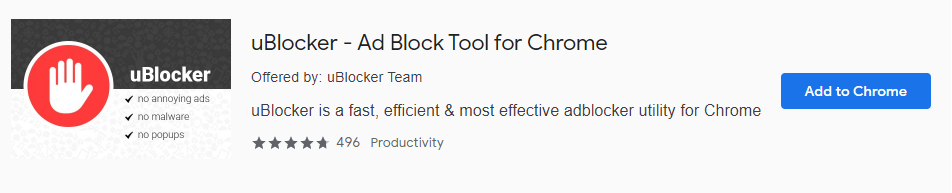 uBlocker
no annoying ads
no malware
no popups
uBlocker - Ad Block Tool for Chrome
Offered by: uBlocker Team
uBlocker is a fast, efficient & most effective adblocker utility for Chrome
496 Productivity
Add to Chrome